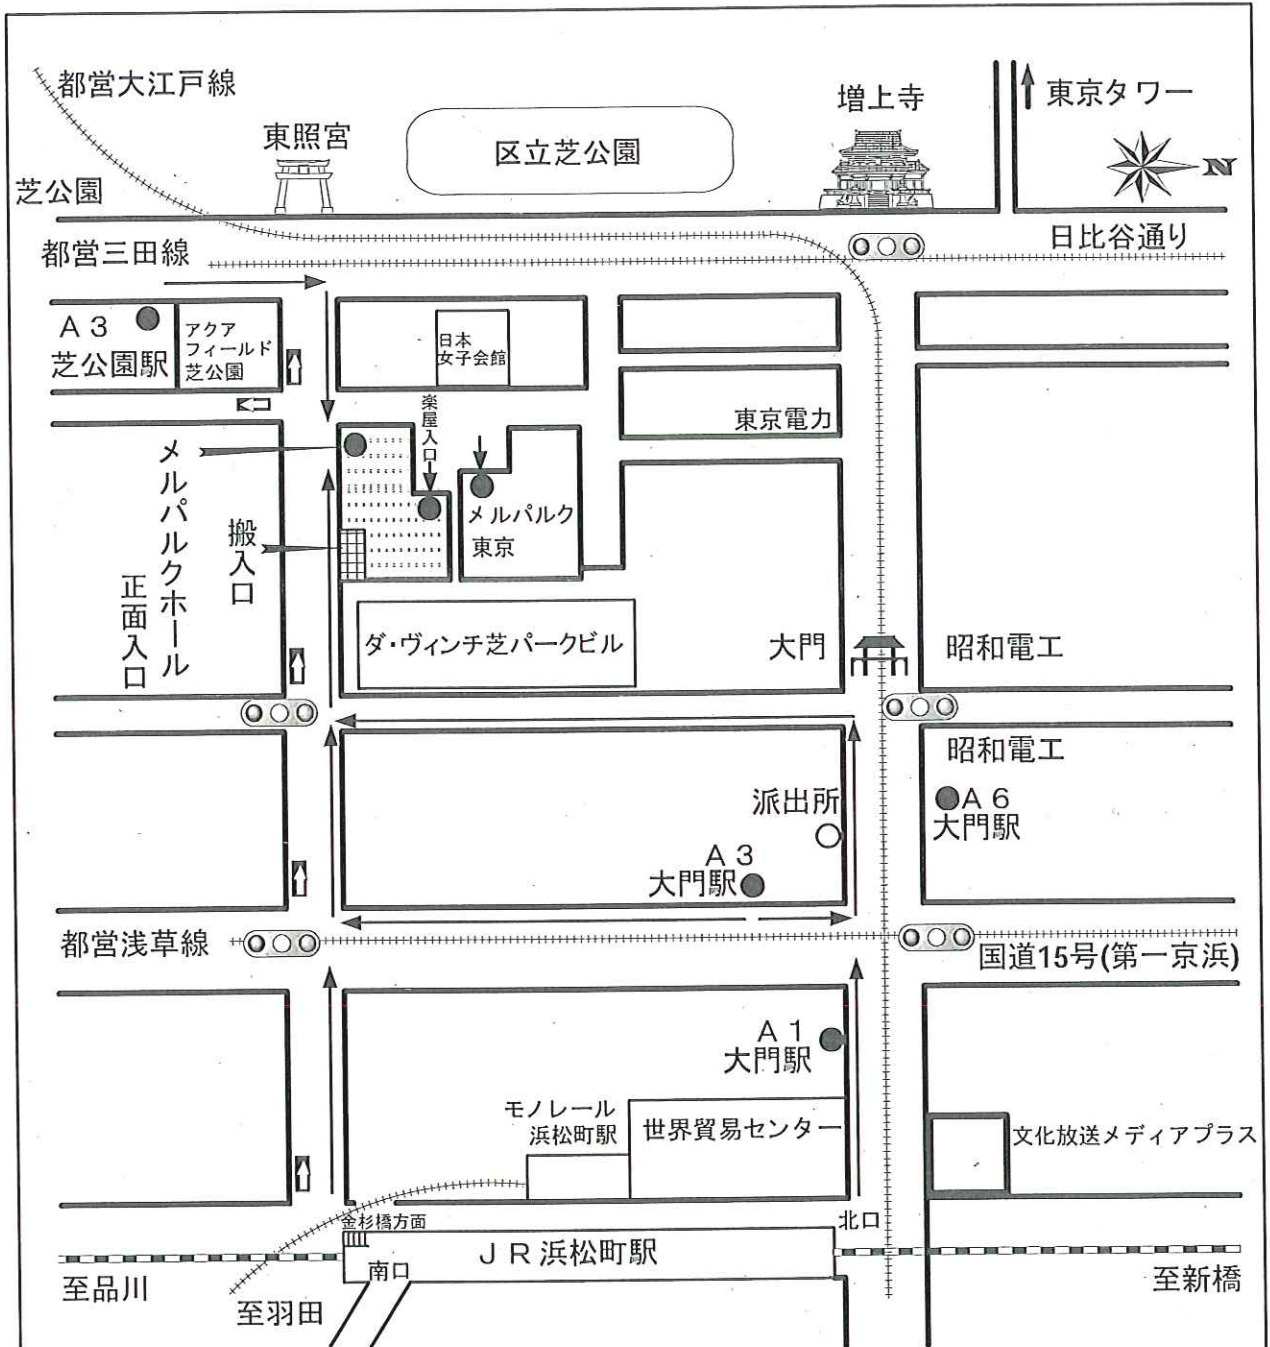 都営大江戸線
東照宮
区立芝公園
増上寺
東京タワー
芝公園
N
都営三田線
日比谷通り
A3
芝公園駅
アクア
フィールド
芝公園
日本
女子会館
東京電力
楽屋入口
メルパルクホール
正面入口
搬入口
メルパルク
東京
ダ・ヴィンチ芝パークビル
大門
昭和電工
昭和電工
派出所
A6
大門駅
A3
大門駅
都営浅草線
国道15号(第一京浜)
A1
大門駅
モノレール
浜松町駅
世界貿易センター
文化放送メディアプラス
金杉橋方面
北口
JR浜松町駅
南口
至品川
至羽田
至新橋